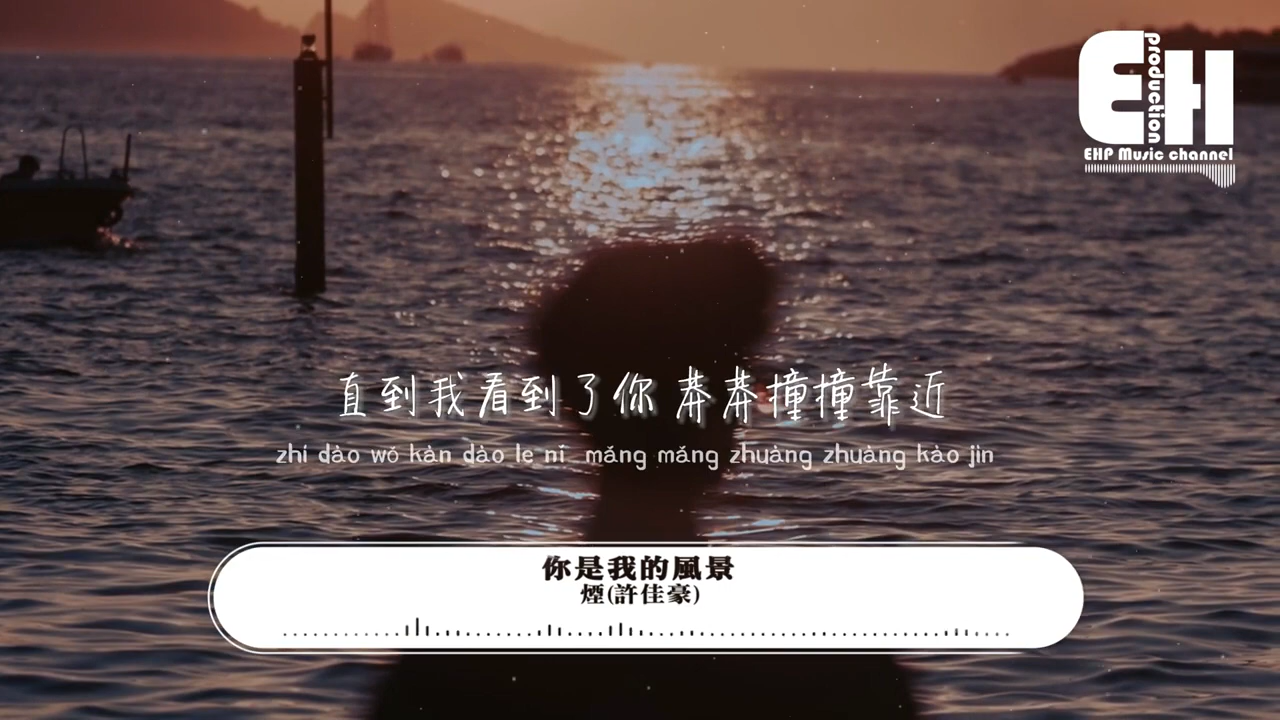 EH
production
EHP Music channel
直到我看到了你 莽莽撞撞靠近
zhí dào wǒ kàn dào le nǐ mǎng mǎng zhuàng zhuàng kào jìn
你是我的風景
煙(許佳豪)